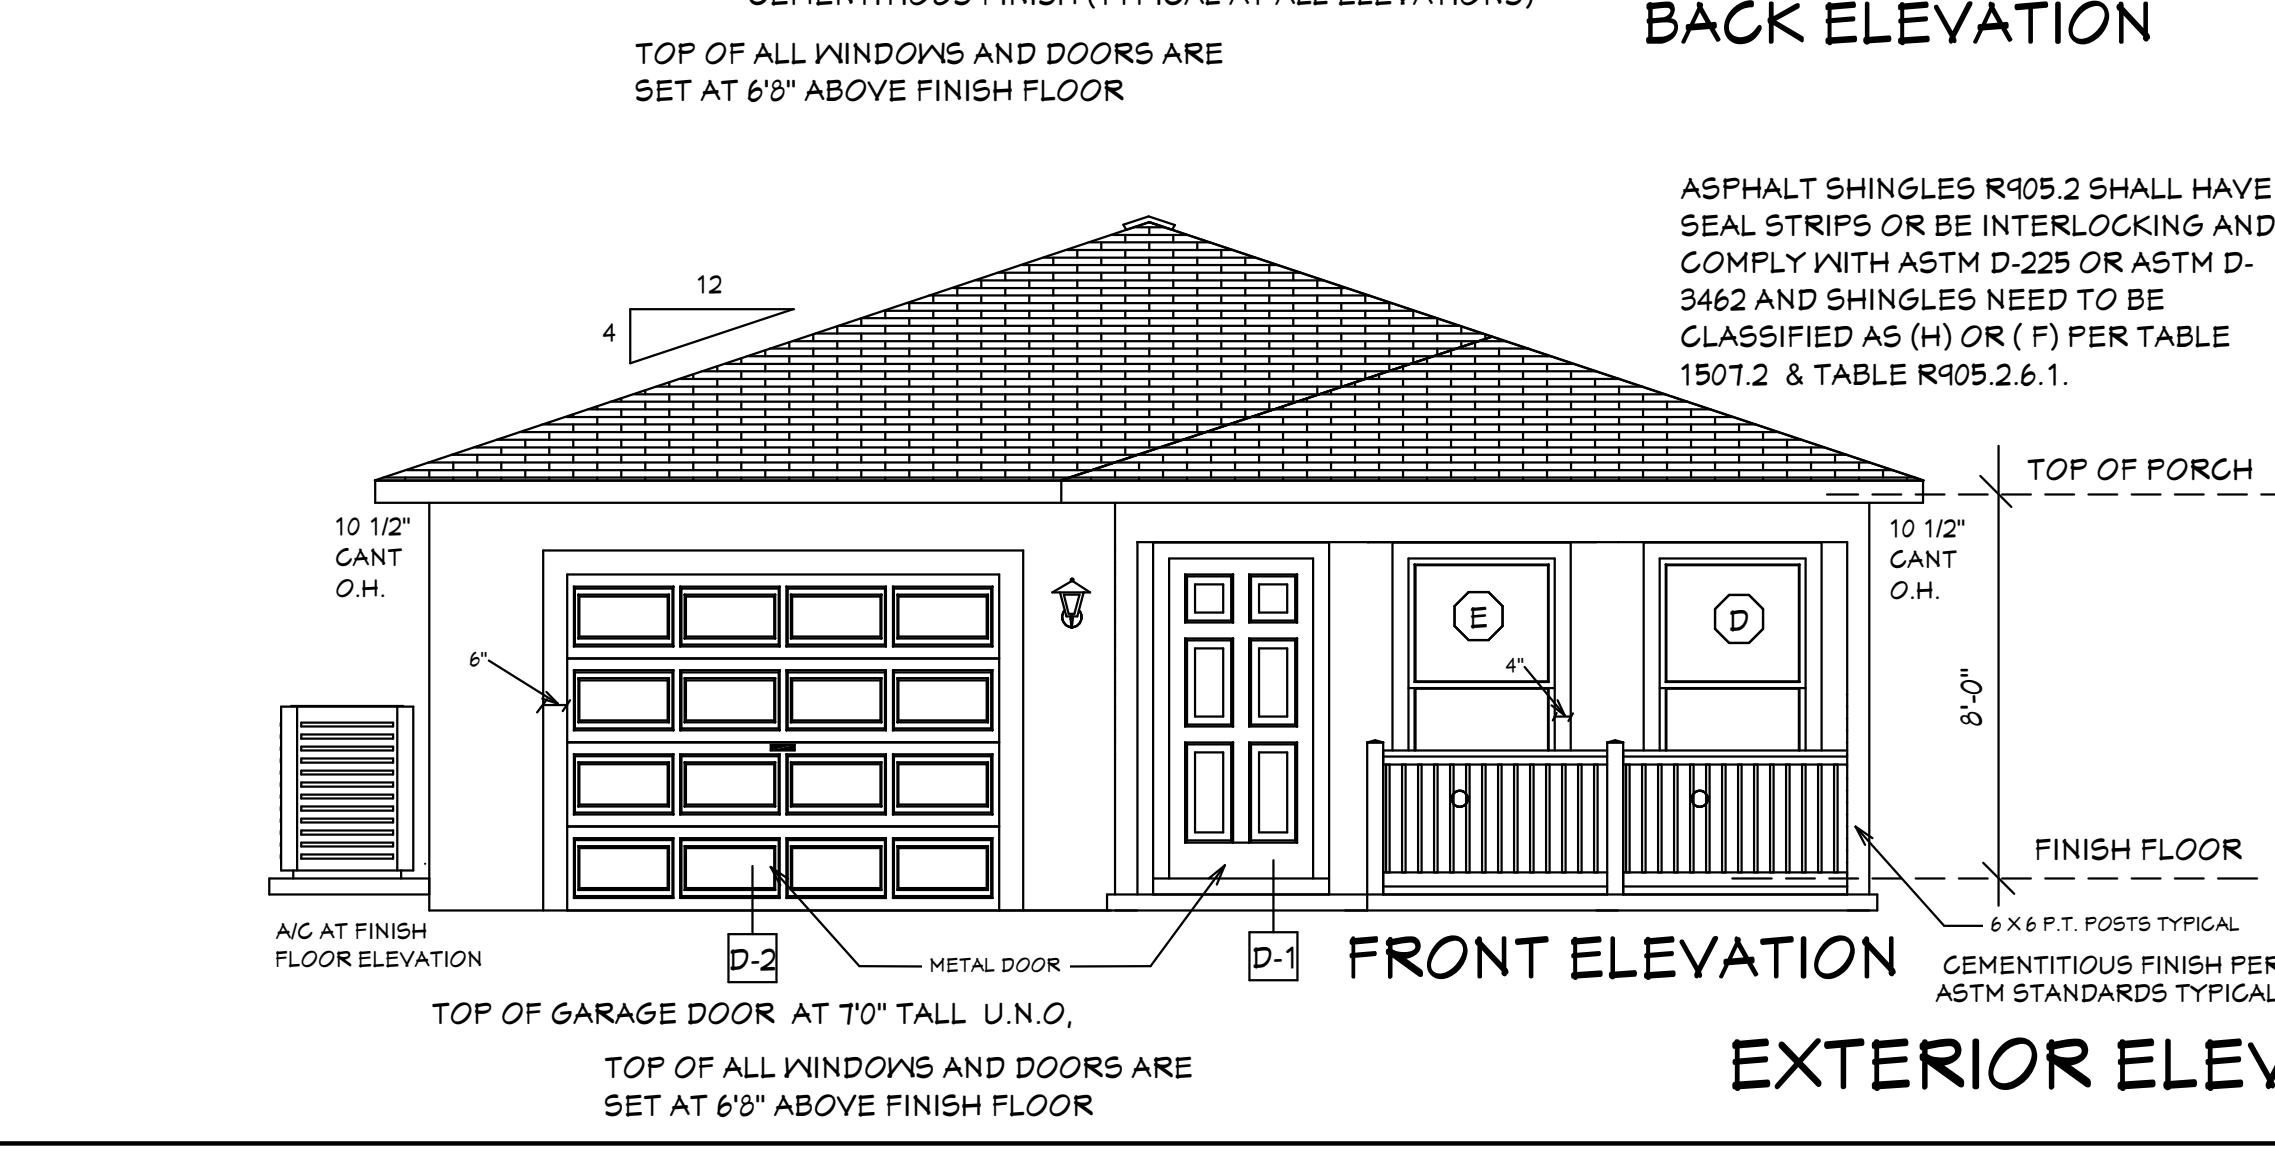 CEMENTITIOUS FINISH (TYPICAL AT ALL ELEVATIONS)
BACK ELEVATION
TOP OF ALL WINDOWS AND DOORS ARE
SET AT 6'8" ABOVE FINISH FLOOR
ASPHALT SHINGLES R905.2 SHALL HAVE
SEAL STRIPS OR BE INTERLOCKING AND
COMPLY WITH ASTM D-225 OR ASTM D-
3462 AND SHINGLES NEED TO BE
CLASSIFIED AS (H) OR ( F) PER TABLE
1507.2 & TABLE R905.2.6.1.
12
4
TOP OF PORCH
10 1/2"
CANT
O.H.
10 1/2"
CANT
O.H.
E
D
6"
4"
8'-0"
FINISH FLOOR
A/C AT FINISH
FLOOR ELEVATION
D-2
METAL DOOR
D-1
FRONT ELEVATION
6 X 6 P.T. POSTS TYPICAL
CEMENTITIOUS FINISH PER
ASTM STANDARDS TYPICAL
TOP OF GARAGE DOOR AT 7'0" TALL U.N.O,
TOP OF ALL WINDOWS AND DOORS ARE
SET AT 6'8" ABOVE FINISH FLOOR
EXTERIOR ELEV